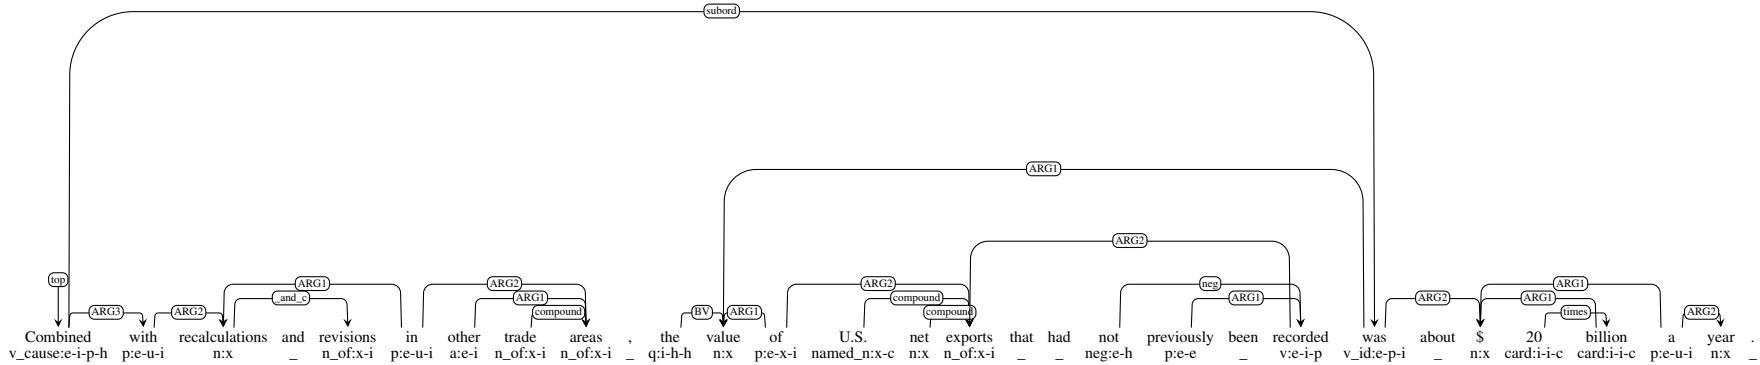 subord
ARG1
ARG2
top ARG1 ARG2 ARG2 neg ARG1
_and_c ARG1 compound ARG1 ARG2 ARG1
ARG3 ARG2 compound BV ARG1 compound times ARG2
Combined with recalculations and revisions in other trade areas , the value of U.S. net exports that had not previously been recorded was about $ 20 billion a year .
v_cause:e-i-p-h p:e-u-i n:x _ n_of:x-i p:e-u-i a:e-i n_of:x-i n_of:x-i _ q:i-h-h n:x p:e-x-i named_n:x-c n:x n_of:x-i _ _ neg:e-h p:e-e _ v:e-i-p v_id:e-p-i _ n:x card:i-i-c card:i-i-c p:e-u-i n:x _